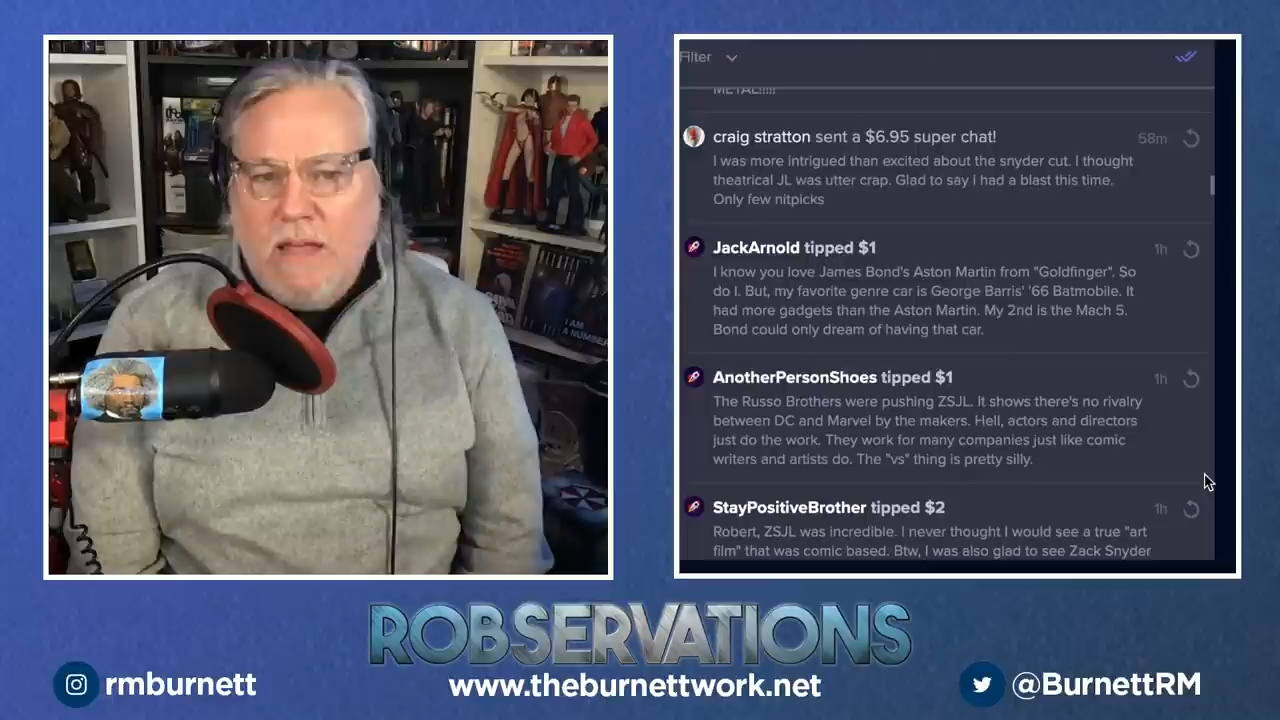 Filter
METAL!!!!!
craig stratton sent a $6.95 super chat!
58m
I was more intrigued than excited about the snyder cut. I thought
theatrical JL was utter crap. Glad to say i had a blast this time.
Only few nitpicks
JackArnold tipped $1
1h
I know you love James Bond's Aston Martin from "Goldfinger". So
do I. But, my favorite genre car is George Barris' '66 Batmobile. It
had more gadgets than the Aston Martin. My 2nd is the Mach 5.
Bond could only dream of having that car.
AnotherPersonShoes tipped $1
1h
The Russo Brothers were pushing ZSJL. It shows there's no rivalry
between DC and Marvel by the makers. Hell, actors and directors
just do the work. They work for many companies just like comic
writers and artists do. The "vs" thing is pretty silly.
StayPositiveBrother tipped $2
1h
Robert, ZSJL was incredible. I never thought I would see a true "art
film" that was comic based. Btw, I was also glad to see Zack Snyder
I AM
A NUMBER
ROBSERVATIONS
rmburnett
www.theburnettwork.net
@BurnettRM